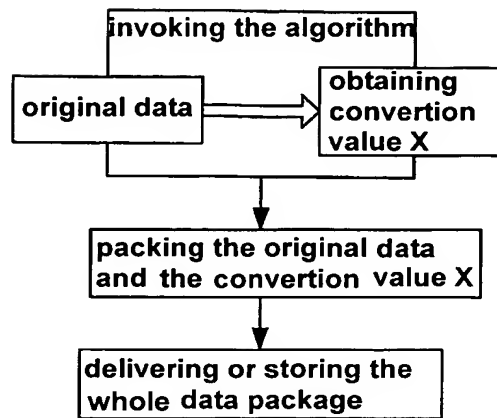 invoking the algorithm
original data
obtaining
convertion
value X
packing the original data
and the convertion value X
delivering or storing the
whole data package